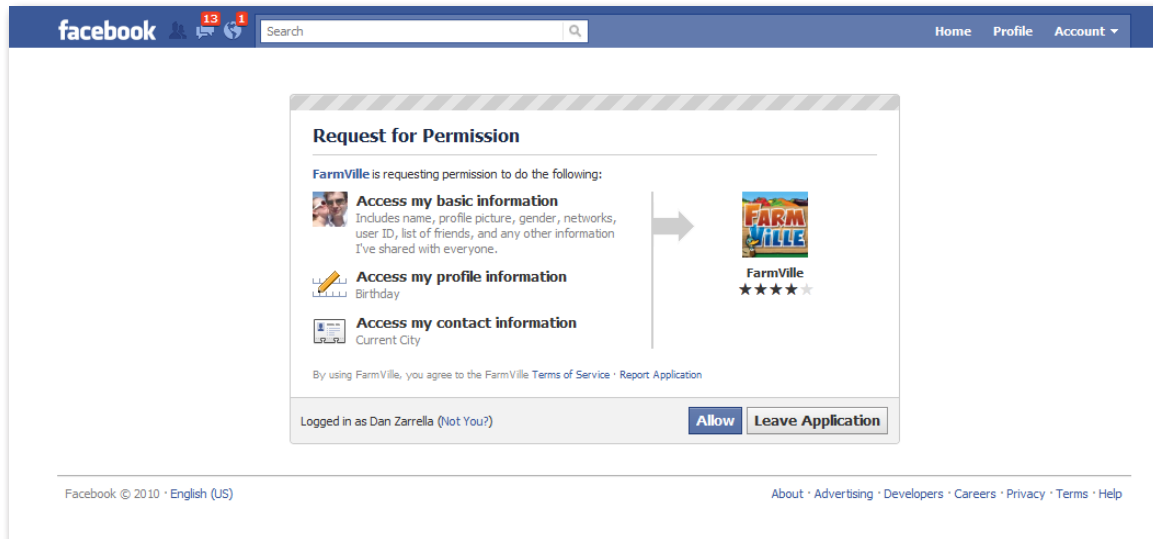 facebook 13 1 Search Home Profile Account
Request for Permission
FarmVille is requesting permission to do the following:
Access my basic information
Includes name, profile picture, gender, networks,
user ID, list of friends, and any other information
I've shared with everyone.
FARM
VILLE
FarmVille
Access my profile information
Birthday
Access my contact information
Current City
By using FarmVille, you agree to the FarmVille Terms of Service · Report Application
Logged in as Dan Zarrella (Not You?) Allow Leave Application
Facebook © 2010 · English (US) About · Advertising · Developers · Careers · Privacy · Terms · Help